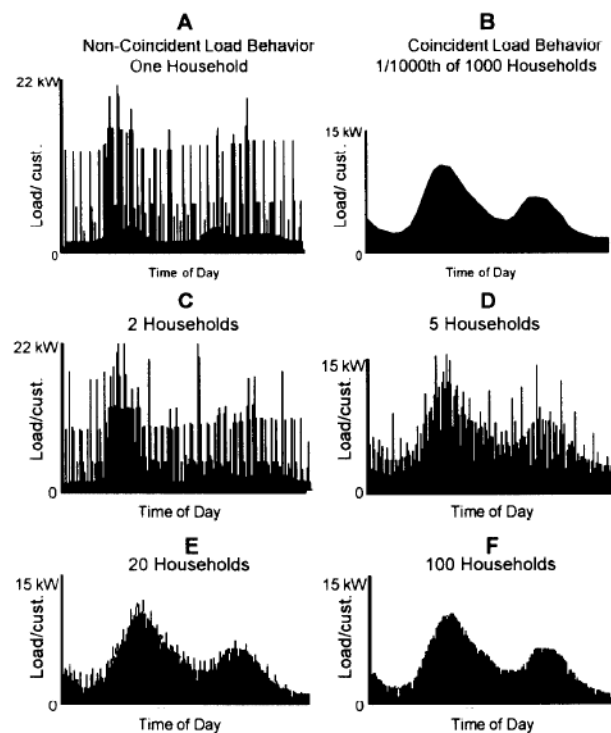 A
Non-Coincident Load Behavior
One Household
22 kW
Load/ cust.
0
Time of Day
B
Coincident Load Behavior
1/1000th of 1000 Households
15 kW
Load/ cust.
0
Time of Day
C
2 Households
22 kW
Load/cust.
0
Time of Day
D
5 Households
15 kW
Load/cust.
0
Time of Day
E
20 Households
15 kW
Load/cust.
0
Time of Day
F
100 Households
15 kW
Load/cust.
0
Time of Day